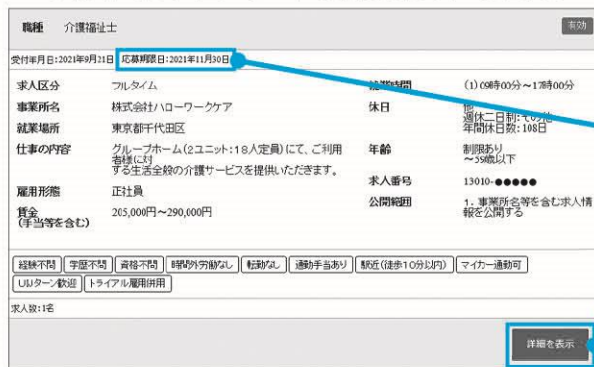 職種 介護福祉士 有効
受付年月日:2021年9月21日 応募期限日:2021年11月30日
求人区分 フルタイム
事業所名 株式会社ハローワークケア
就業場所 東京都千代田区
仕事の内容 グループホーム(2ユニット:18人定員)にて、ご利用
者様に対
する生活全般の介護サービスを提供いただきます。
雇用形態 正社員
賃金
(手当等を含む) 205,000円～290,000円
就業時間 (1)09時00分～17時00分
休日 他
週休二日制:その他
年間休日数:108日
年齢 制限あり
～59歳以下
求人番号 13010-●●●●●
公開範囲 1．事業所名等を含む求人情
報を公開する
経験不問 学歴不問 資格不問 時間外労働なし 転勤なし 通勤手当あり 駅近(徒歩10分以内) マイカー通勤可
UIJターン歓迎 トライアル雇用併用
求人数:1名
詳細を表示